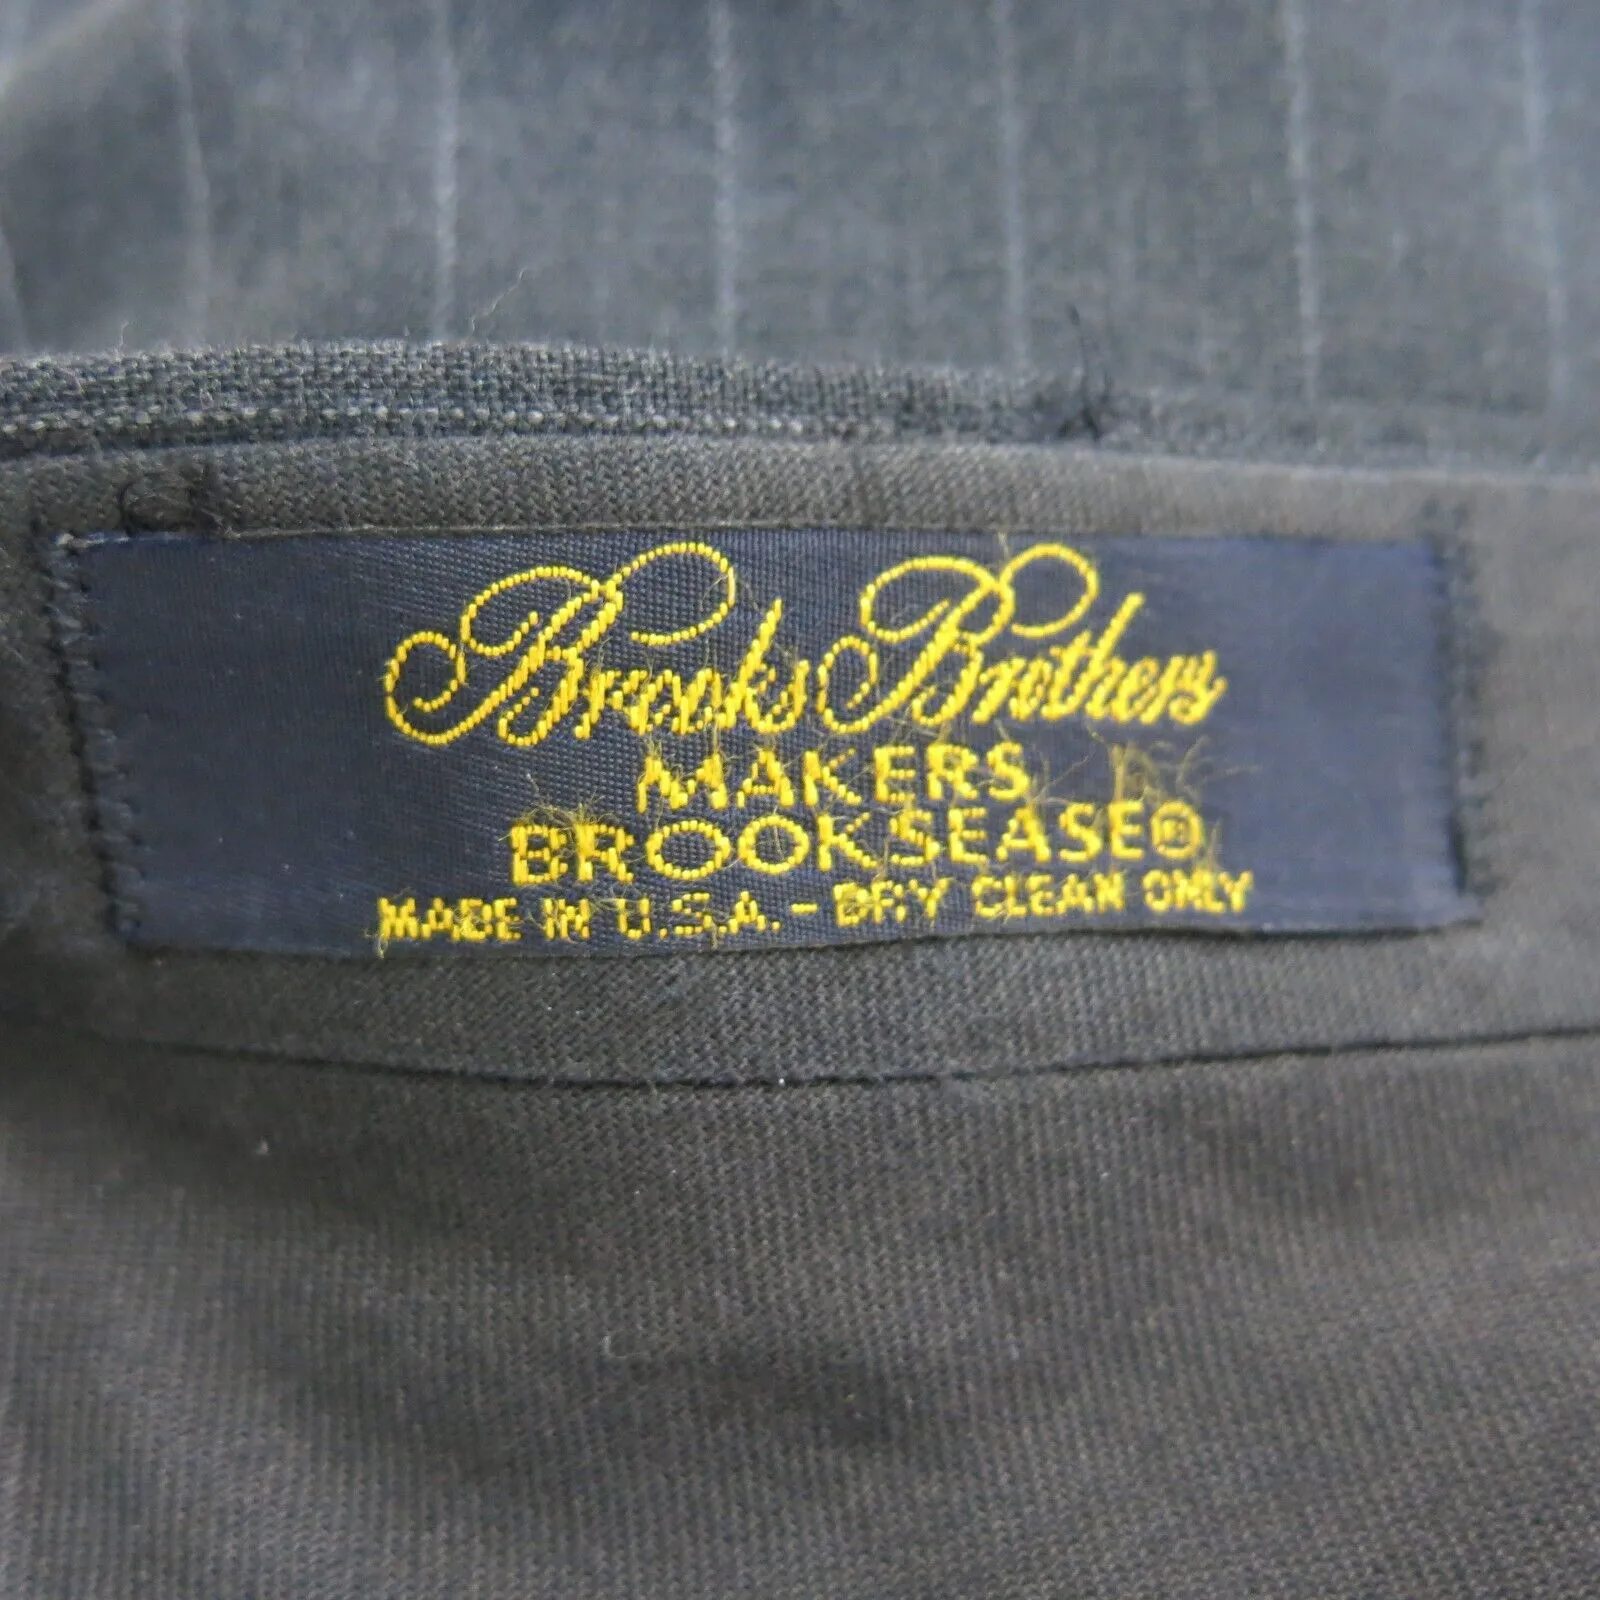 Brooks Brothers
MAKERS
BROOKSEASE®
MADE IN U.S.A. - DRY CLEAN ONLY